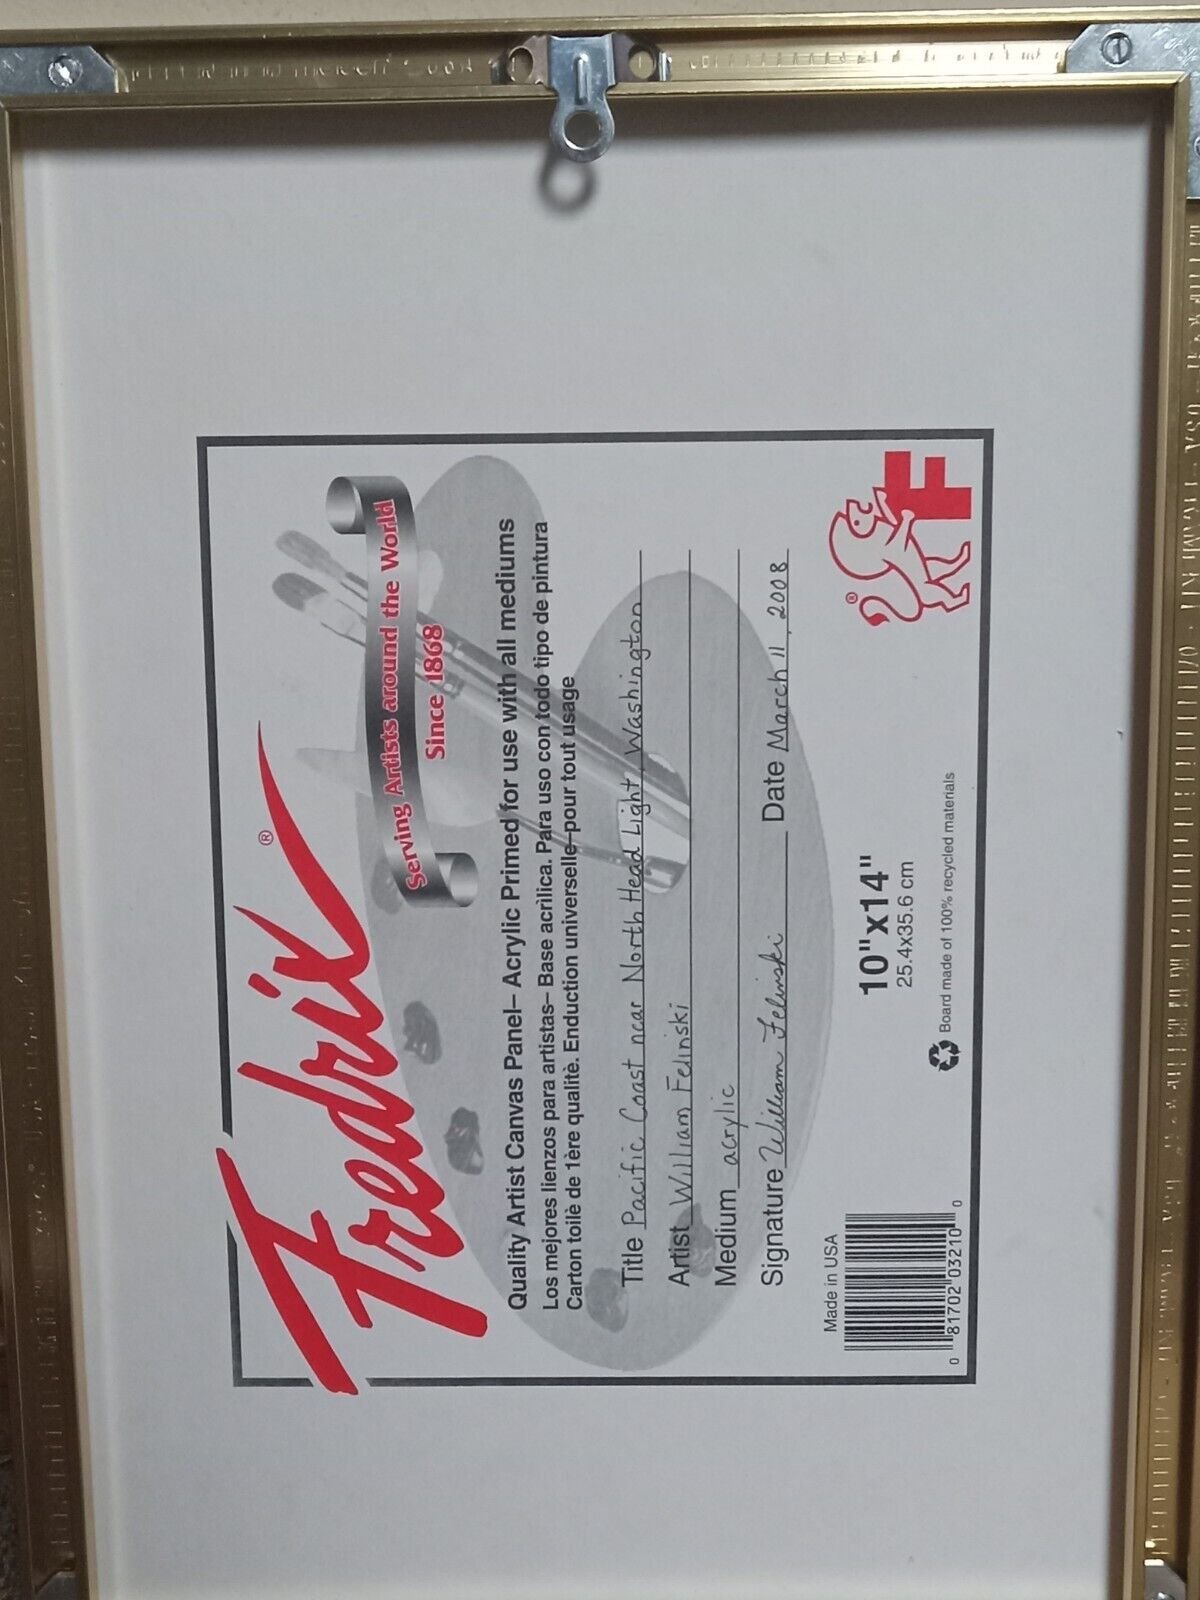 Fredrix®
Serving Artists around the World
Since 1868
Quality Artist Canvas Panel– Acrylic Primed for use with all mediums
Los mejores lienzos para artistas– Base acrìlica. Para uso con todo tipo de pintura
Carton toilè de 1ère qualitè. Enduction universelle-pour tout usage
Title Pacific Coast near North Head Light, Washington
Artist William Felinski
Medium acrylic
Signature William Felinski Date March 11, 2008
Made in USA
0 81702 03210 0
10"x14"
25.4x35.6 cm
Board made of 100% recycled materials
F
®